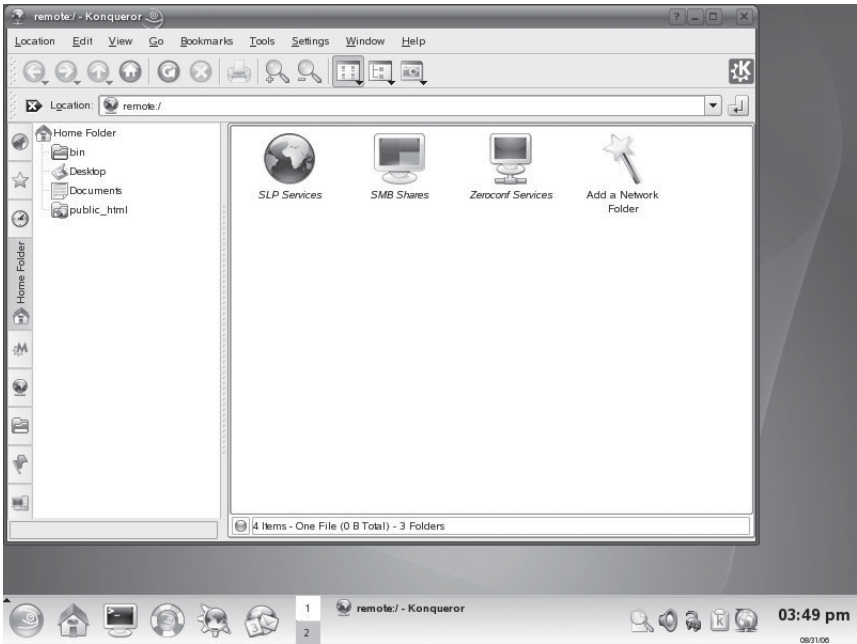 remote:/ - Konqueror
Location Edit View Go Bookmarks Tools Settings Window Help
Location: remote:/
Home Folder
bin
Desktop
Documents
public_html
Home Folder
SLP Services
SMB Shares
Zeroconf Services
Add a Network
Folder
4 Items - One File (0 B Total) - 3 Folders
1
2
remote:/ - Konqueror
03:49 pm
08/31/06